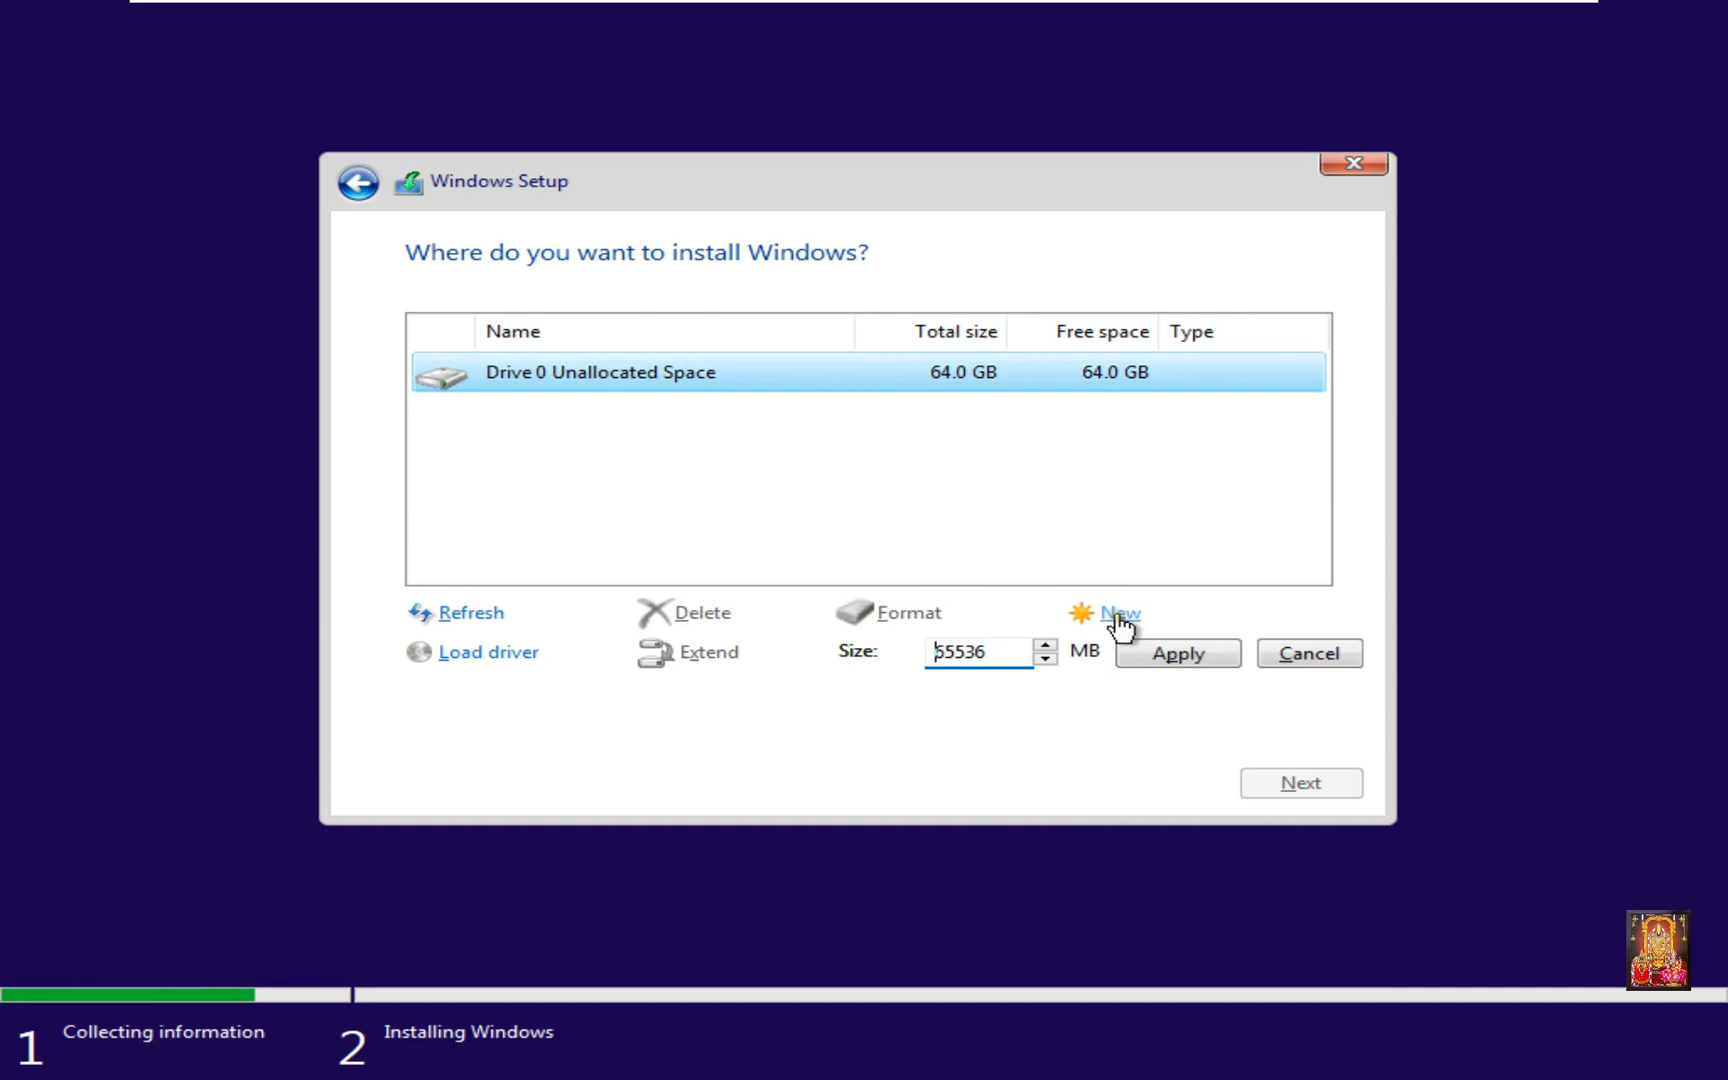 Windows Setup
Where do you want to install Windows?
Name Total size Free space Type
Drive 0 Unallocated Space 64.0 GB 64.0 GB
Refresh Delete Format New
Load driver Extend Size: 65536 MB Apply Cancel
Next
1 Collecting information 2 Installing Windows